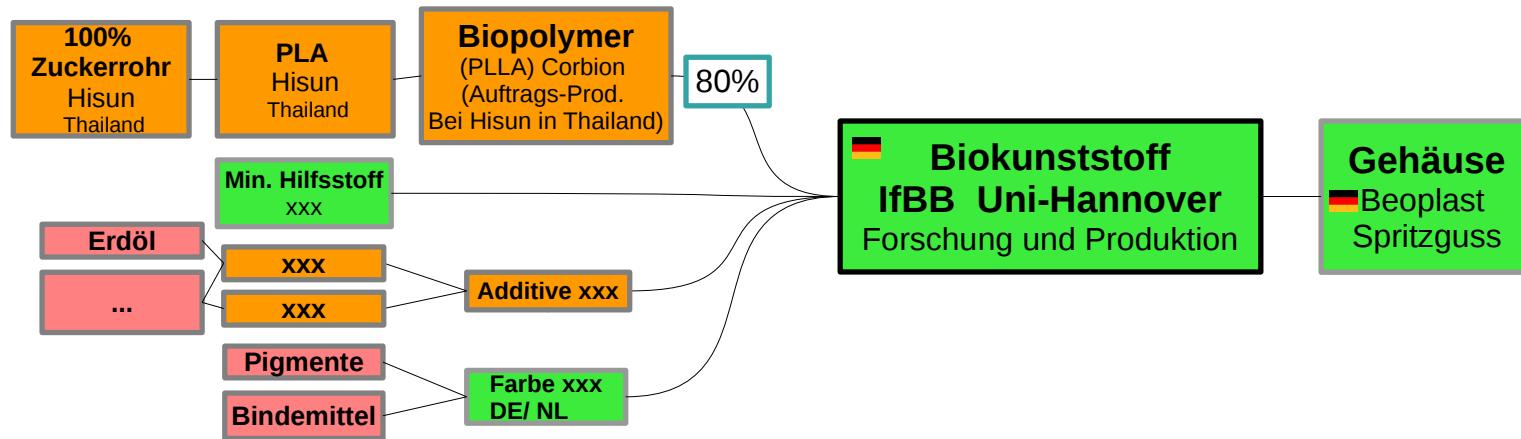 100%
Zuckerrohr
Hisun
Thailand
PLA
Hisun
Thailand
Biopolymer
(PLLA) Corbion
(Auftrags-Prod.
Bei Hisun in Thailand)
80%
Min. Hilfsstoff
xxx
Erdöl
...
xxx
xxx
Additive xxx
Pigmente
Bindemittel
Farbe xxx
DE/ NL
Biokunststoff
IfBB Uni-Hannover
Forschung und Produktion
Gehäuse
Beoplast
Spritzguss